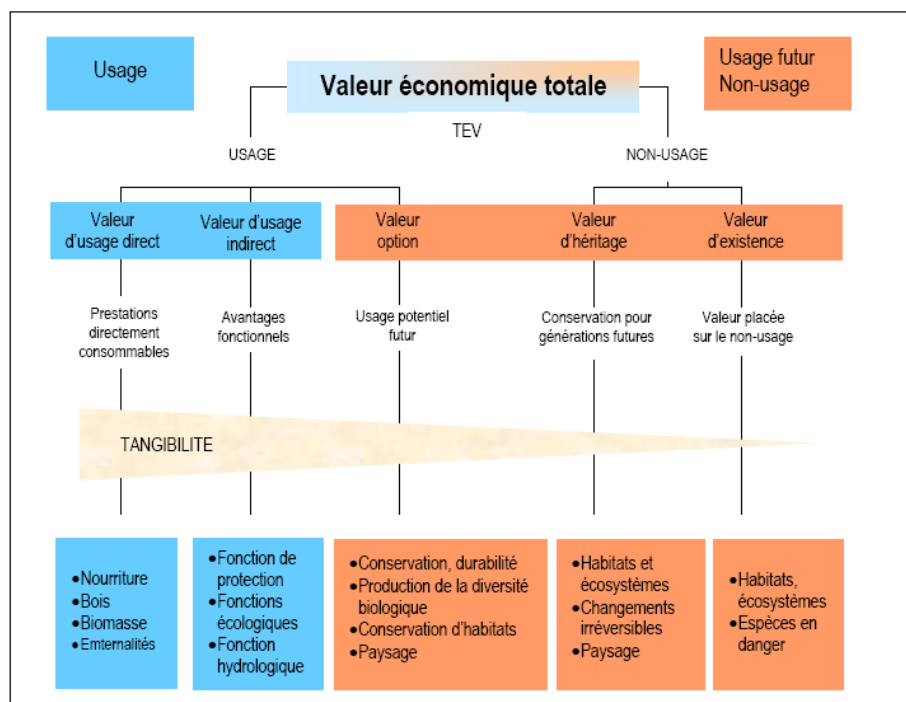 Usage
Valeur économique totale
Usage futur
Non-usage
TEV
USAGE
NON-USAGE
Valeur
d'usage direct
Valeur d'usage
indirect
Valeur
option
Valeur
d'héritage
Valeur
d'existence
Prestations
directement
consommables
Avantages
fonctionnels
Usage potentiel
futur
Conservation pour
générations futures
Valeur placée
sur le non-usage
TANGIBILITE
•Nourriture
•Bois
•Biomasse
•Emternalités
•Fonction de
protection
•Fonctions
écologiques
•Fonction
hydrologique
•Conservation, durabilité
•Production de la diversité
biologique
•Conservation d'habitats
•Paysage
•Habitats et
écosystèmes
•Changements
irréversibles
•Paysage
•Habitats,
écosystèmes
•Espèces en
danger